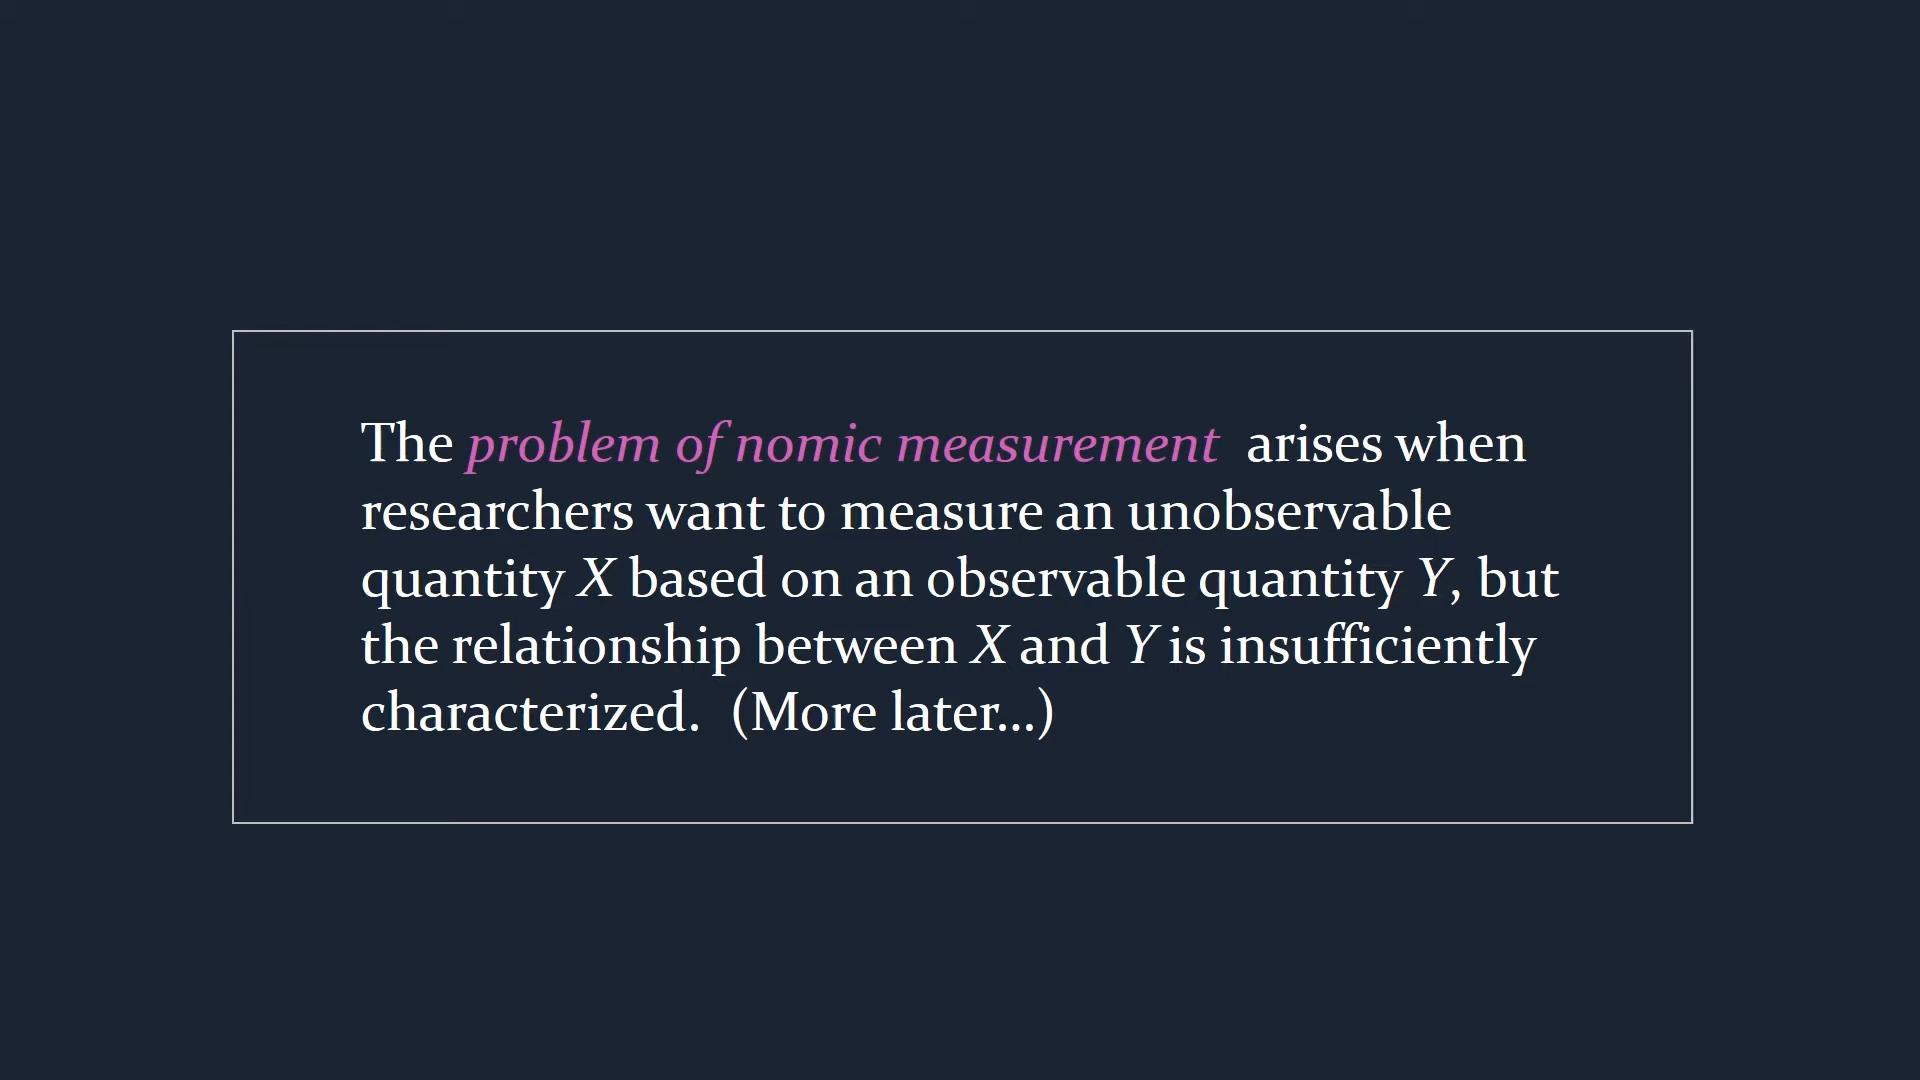 The problem of nomic measurement arises when
researchers want to measure an unobservable
quantity X based on an observable quantity Y, but
the relationship between X and Y is insufficiently
characterized. (More later...)